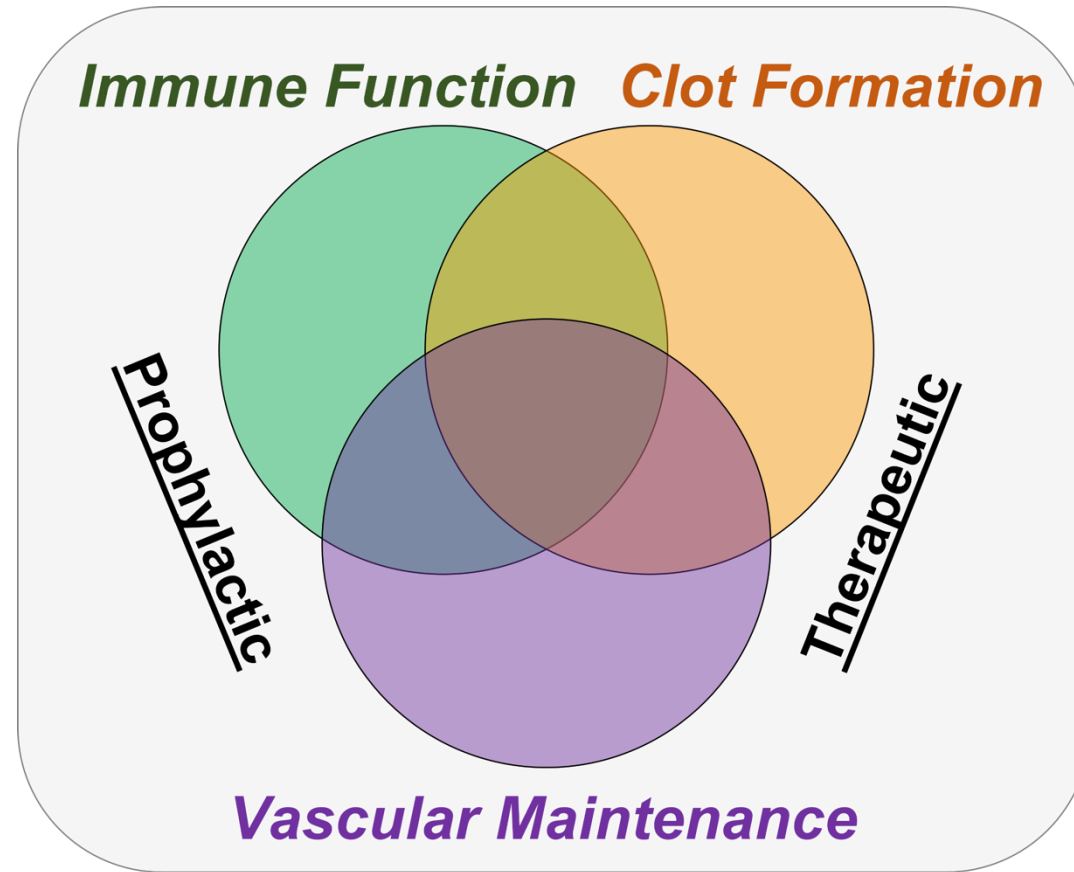 Immune Function
Clot Formation
Prophylactic
Therapeutic
Vascular Maintenance